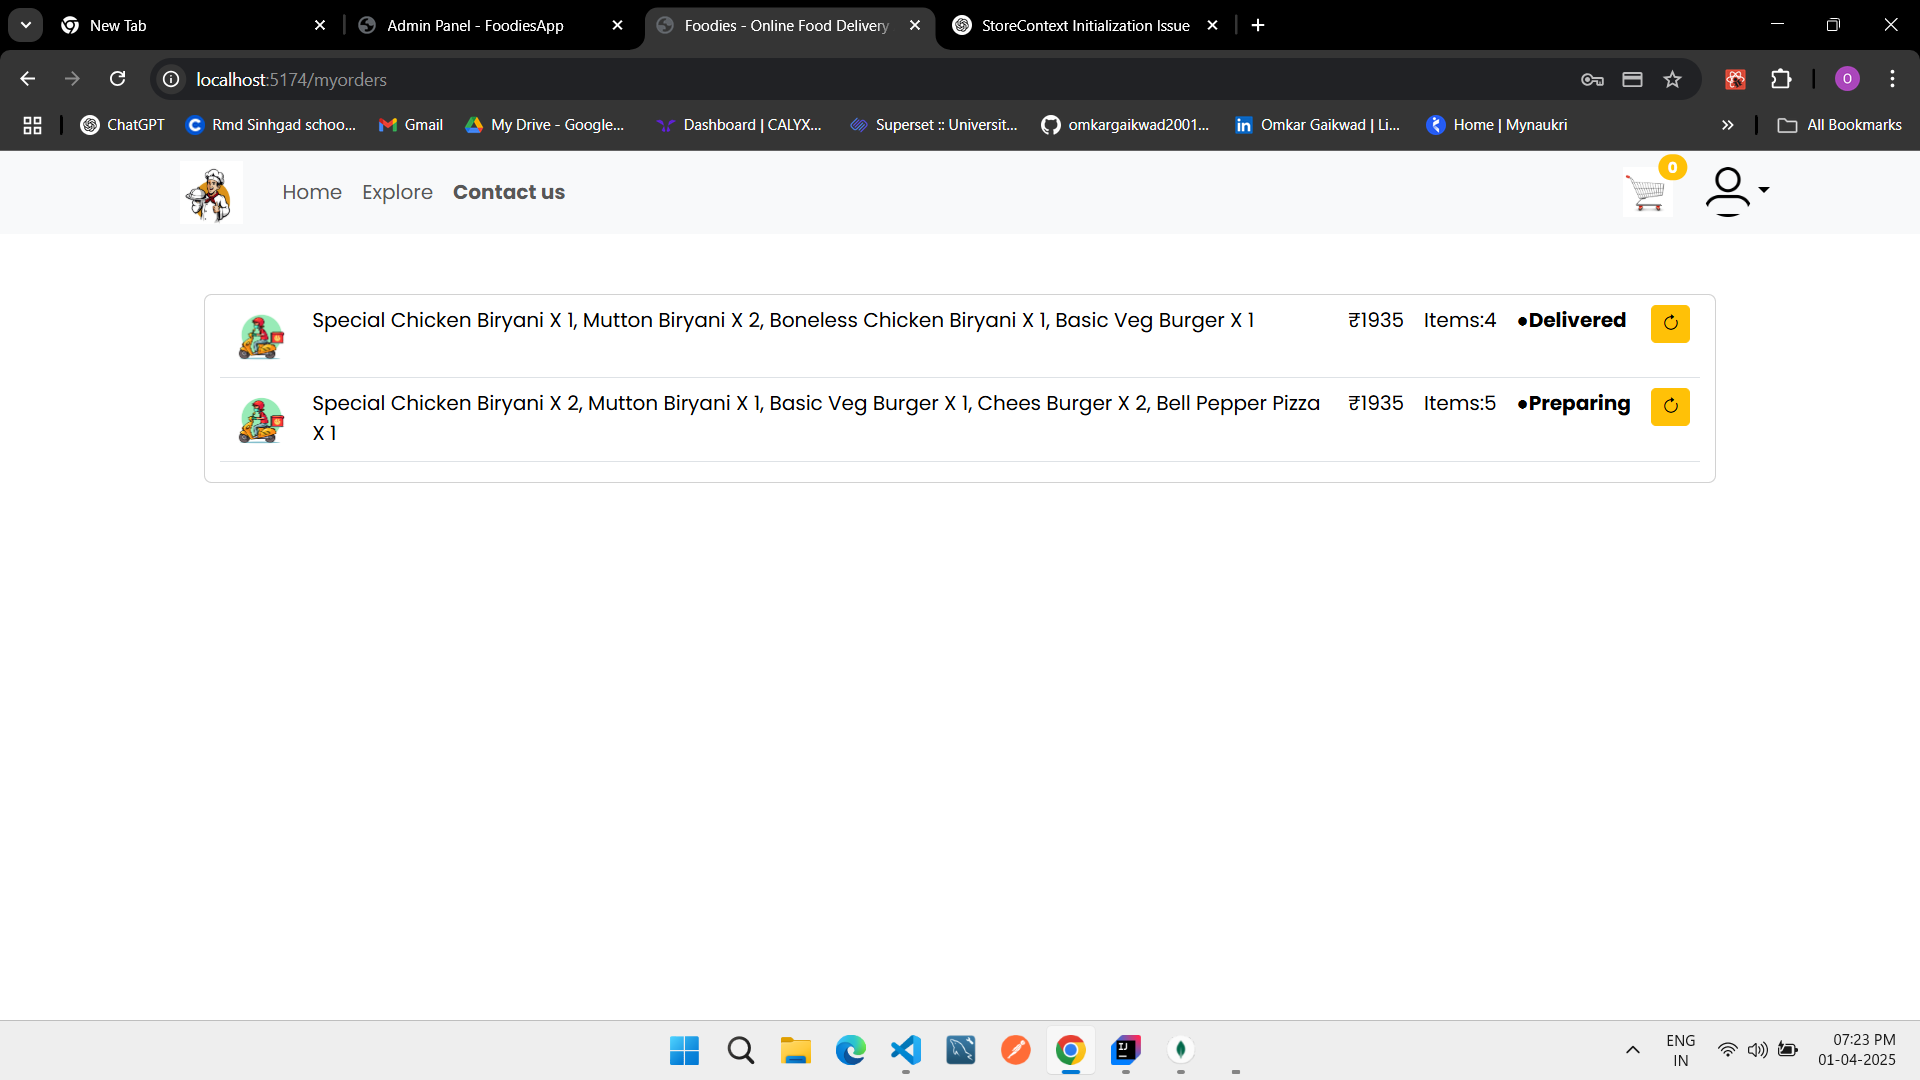 New Tab
Admin Panel - FoodiesApp
Foodies - Online Food Delivery
StoreContext Initialization Issue
localhost:5174/myorders
O
ChatGPT
Rmd Sinhgad schoo...
Gmail
My Drive - Google...
Dashboard | CALYX...
Superset :: Universit...
omkargaikwad2001...
Omkar Gaikwad | Li...
Home | Mynaukri
All Bookmarks
Home
Explore
Contact us
0
Special Chicken Biryani X 1, Mutton Biryani X 2, Boneless Chicken Biryani X 1, Basic Veg Burger X 1
₹1935
Items:4
●Delivered
Special Chicken Biryani X 2, Mutton Biryani X 1, Basic Veg Burger X 1, Chees Burger X 2, Bell Pepper Pizza
X 1
₹1935
Items:5
●Preparing
ENG
IN
07:23 PM
01-04-2025